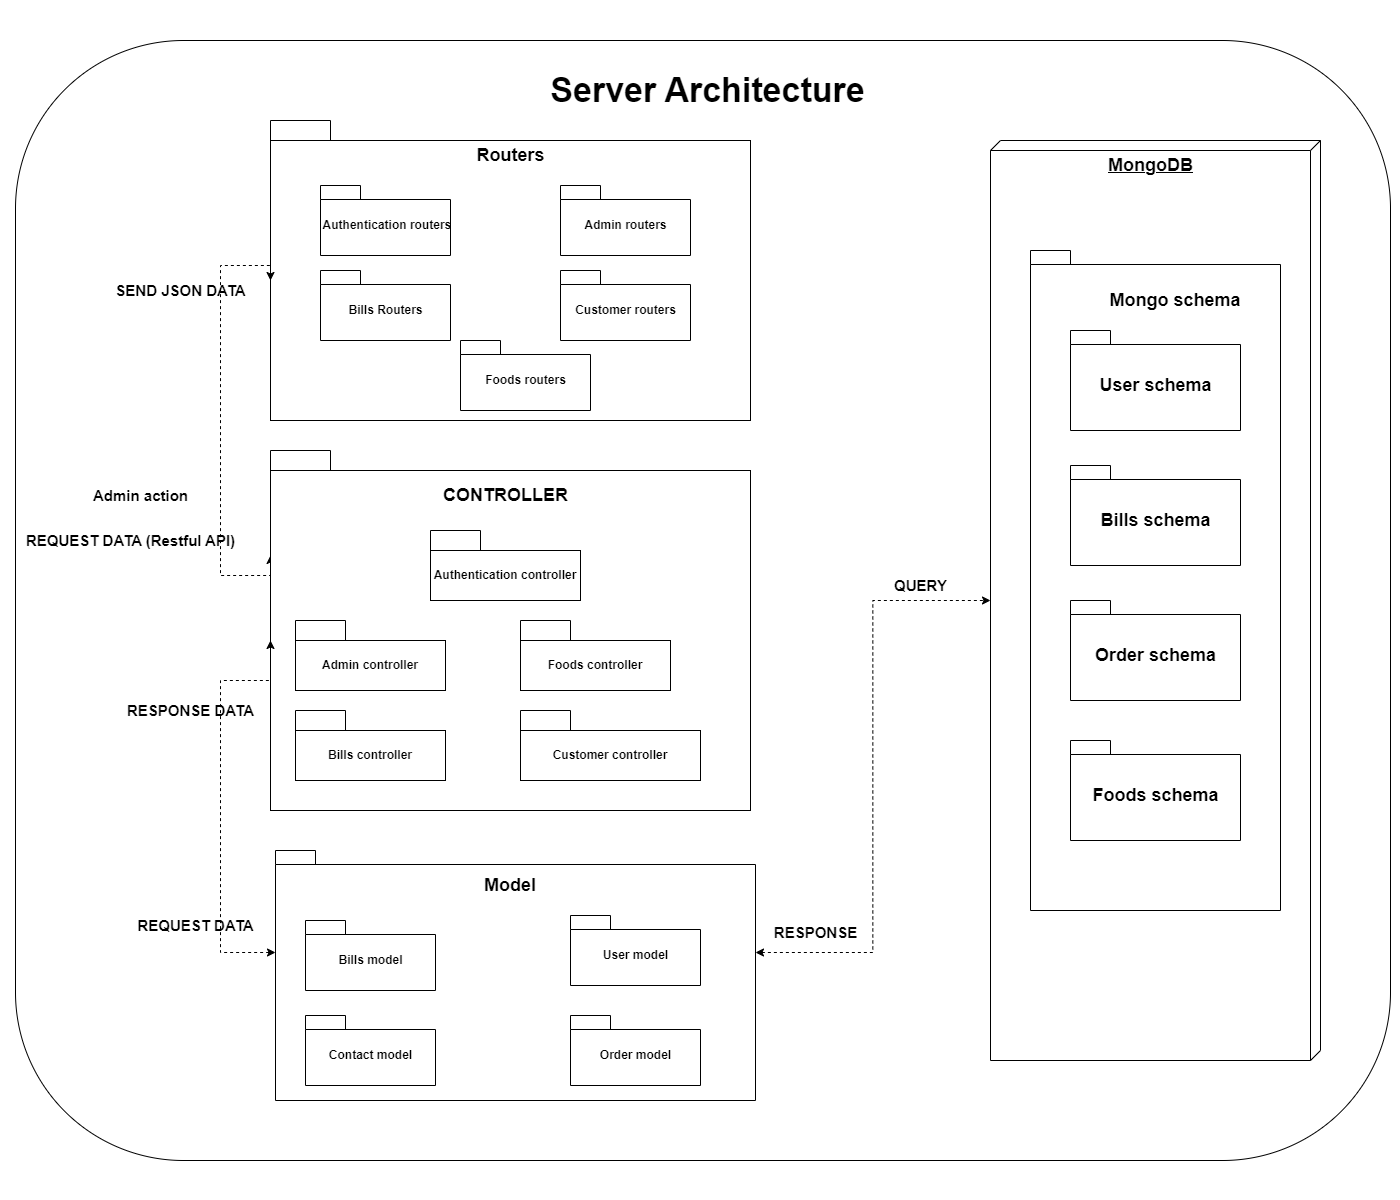 Server Architecture
Routers
Authentication routers
Admin routers
Bills Routers
Customer routers
Foods routers
SEND JSON DATA
Admin action
REQUEST DATA (Restful API)
CONTROLLER
Authentication controller
Admin controller
Foods controller
Bills controller
Customer controller
RESPONSE DATA
REQUEST DATA
Model
Bills model
User model
Contact model
Order model
RESPONSE
QUERY
MongoDB
Mongo schema
User schema
Bills schema
Order schema
Foods schema